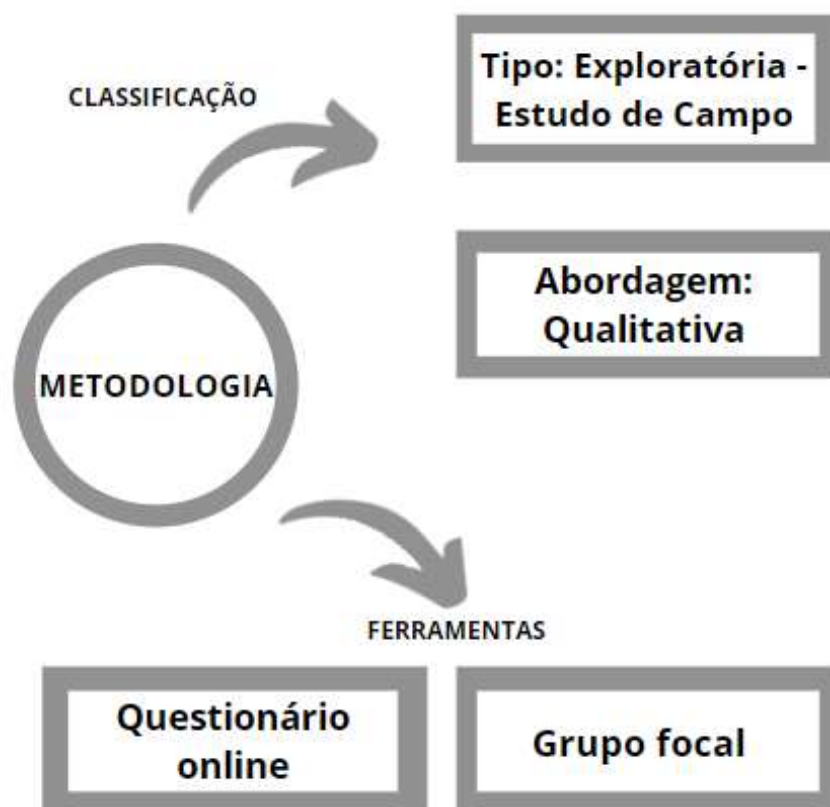 CLASSIFICAÇÃO
Tipo: Exploratória -
Estudo de Campo
Abordagem:
Qualitativa
METODOLOGIA
FERRAMENTAS
Questionário
online
Grupo focal